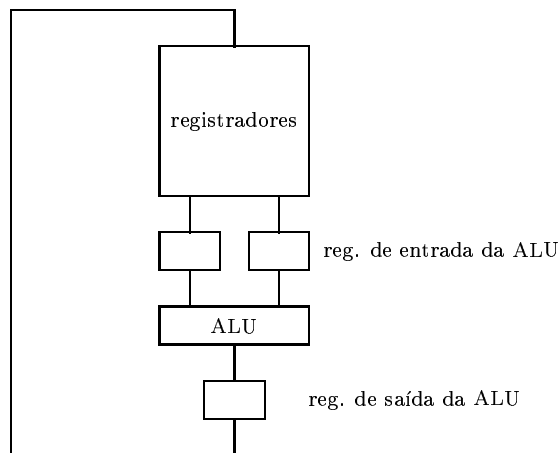 registradores
reg. de entrada da ALU
ALU
reg. de saída da ALU